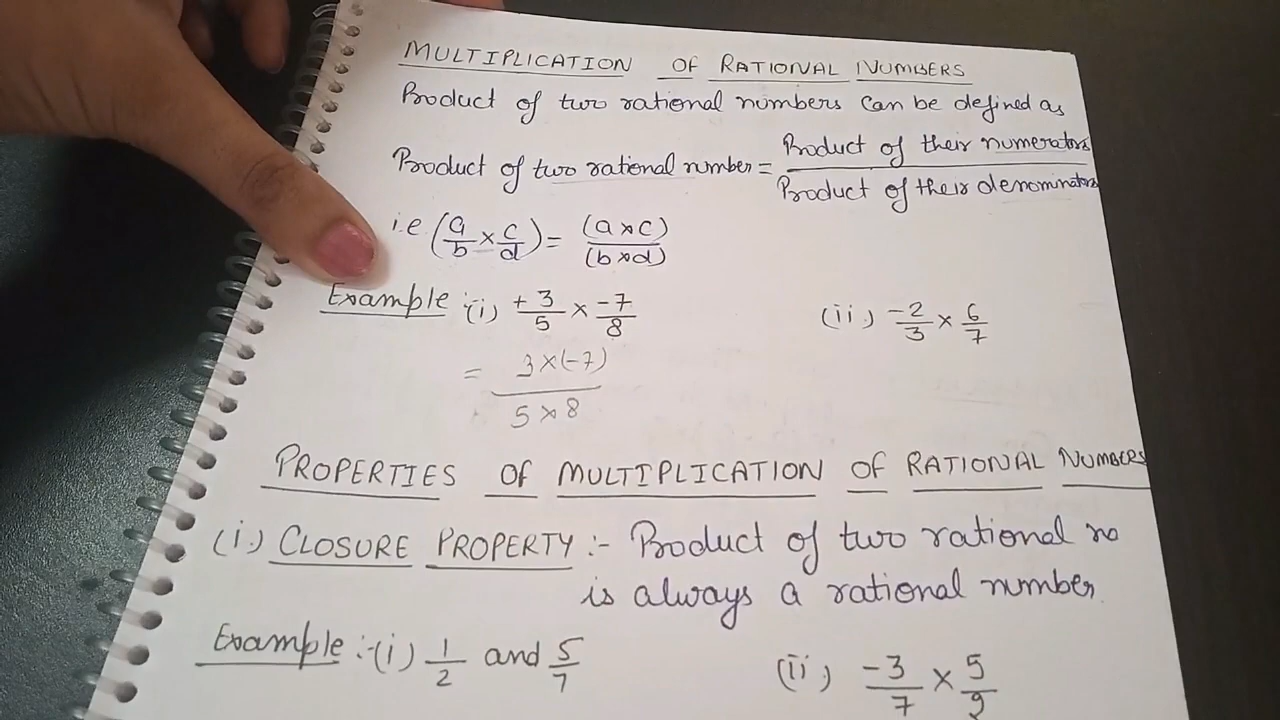 MULTIPLICATION OF RATIONAL NUMBERS
Product of two rational numbers can be defined as
Product of two rational number = Product of their numerators / Product of their denominators
i.e (a/b × c/d) = (a×c)/(b×d)
Example :(i) +3/5 × -7/8
= 3×(-7)/5×8
(ii) -2/3 × 6/7
PROPERTIES OF MULTIPLICATION OF RATIONAL NUMBERS
(i) CLOSURE PROPERTY :- Product of two rational no
is always a rational number
Example :-(i) 1/2 and 5/7
(ii) -3/7 × 5/9